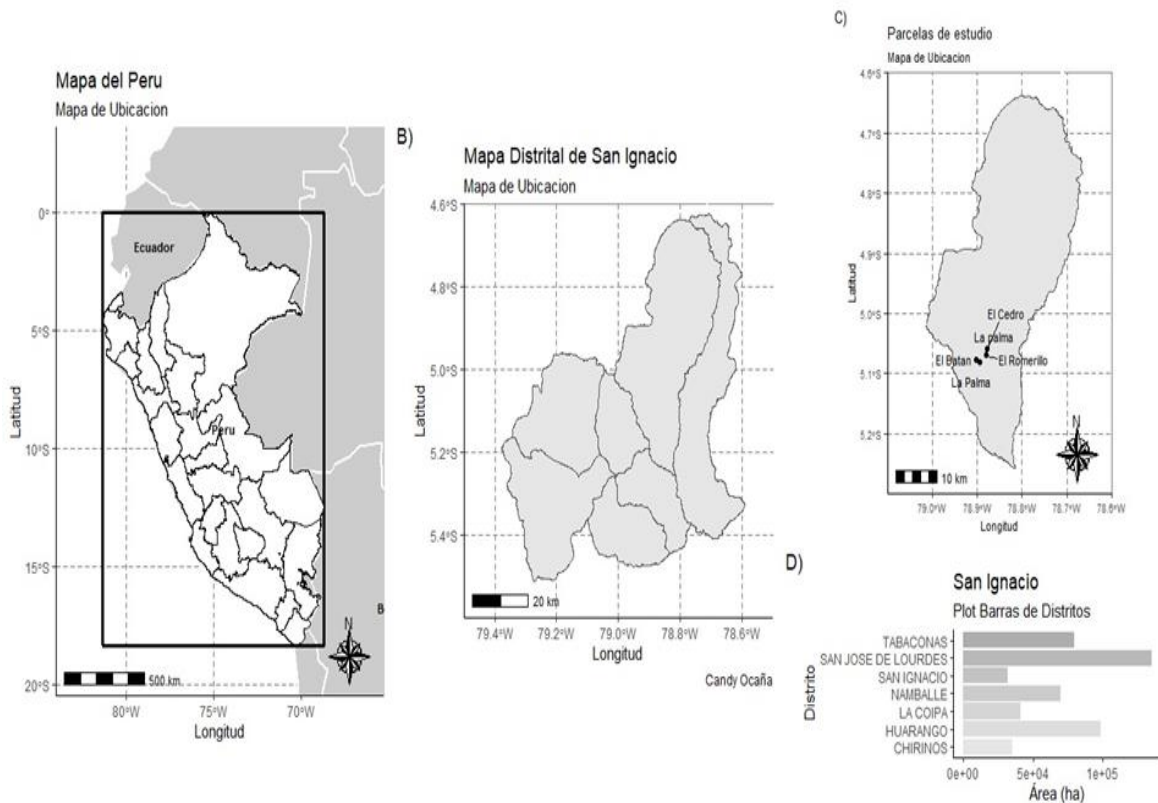 Mapa del Peru
Mapa de Ubicacion
0°
5°S
10°S
15°S
20°S
Latitud
Ecuador
Peru
N
500 km
80°W
75°W
70°W
Longitud
B)
Mapa Distrital de San Ignacio
Mapa de Ubicacion
4.6°S
4.8°S
5.0°S
5.2°S
5.4°S
Latitud
20 km
79.4°W
79.2°W
79.0°W
78.8°W
78.6°W
Longitud
Candy Ocaña
C)
Parcelas de estudio
Mapa de Ubicacion
4.6°S
4.7°S
4.8°S
4.9°S
5.0°S
5.1°S
5.2°S
Latitud
El Cedro
La palma
El Batan
El Romerillo
La Palma
N
10 km
79.0°W
78.9°W
78.8°W
78.7°W
78.6°W
Longitud
D)
San Ignacio
Plot Barras de Distritos
Distrito
TABACONAS
SAN JOSE DE LOURDES
SAN IGNACIO
NAMBALLE
LA COIPA
HUARANGO
CHIRINOS
0e+00
5e+04
1e+05
Área (ha)